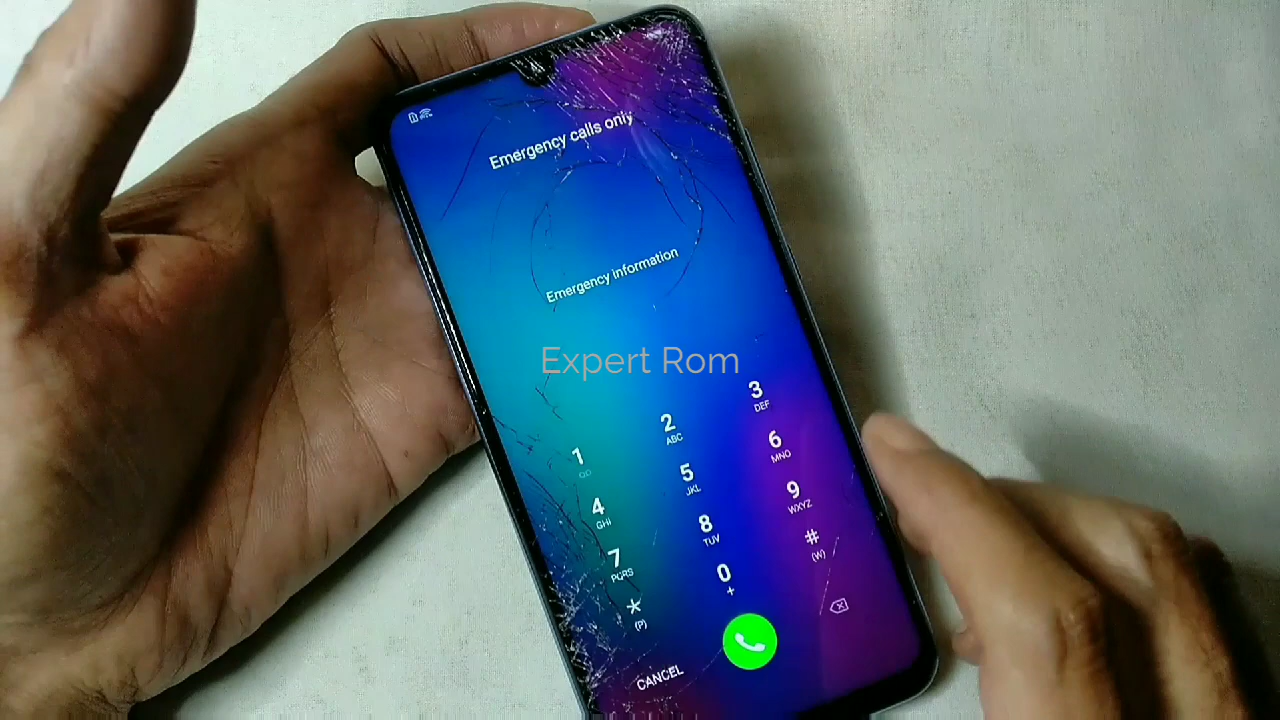 Emergency calls only
Emergency information
Expert Rom
1
2
ABC
3
DEF
4
GHI
5
JKL
6
MNO
7
PQRS
8
TUV
9
WXYZ
*
(P)
0
+
#
(W)
CANCEL